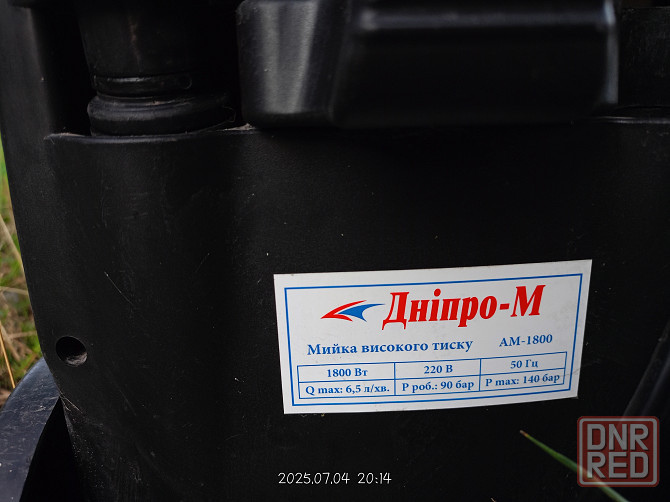 Дніпро-М
Мийка високого тиску АМ-1800
1800 Вт 220 В 50 Гц
Q max: 6,5 л/хв. Р роб.: 90 бар P max: 140 бар
DNR
RED
2025.07.04 20:14